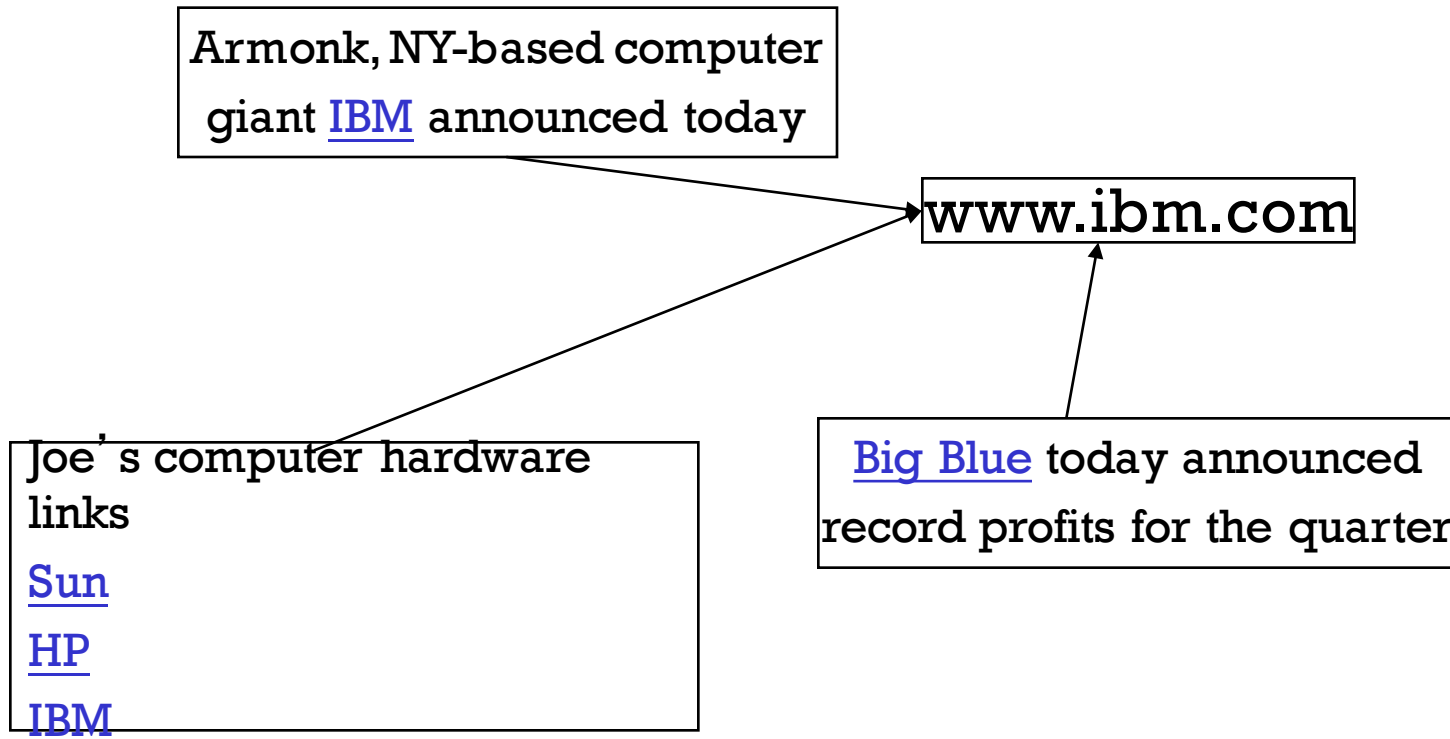 Armonk, NY-based computer
giant IBM announced today
www.ibm.com
Joe’s computer hardware
links
Sun
HP
IBM
Big Blue today announced
record profits for the quarter